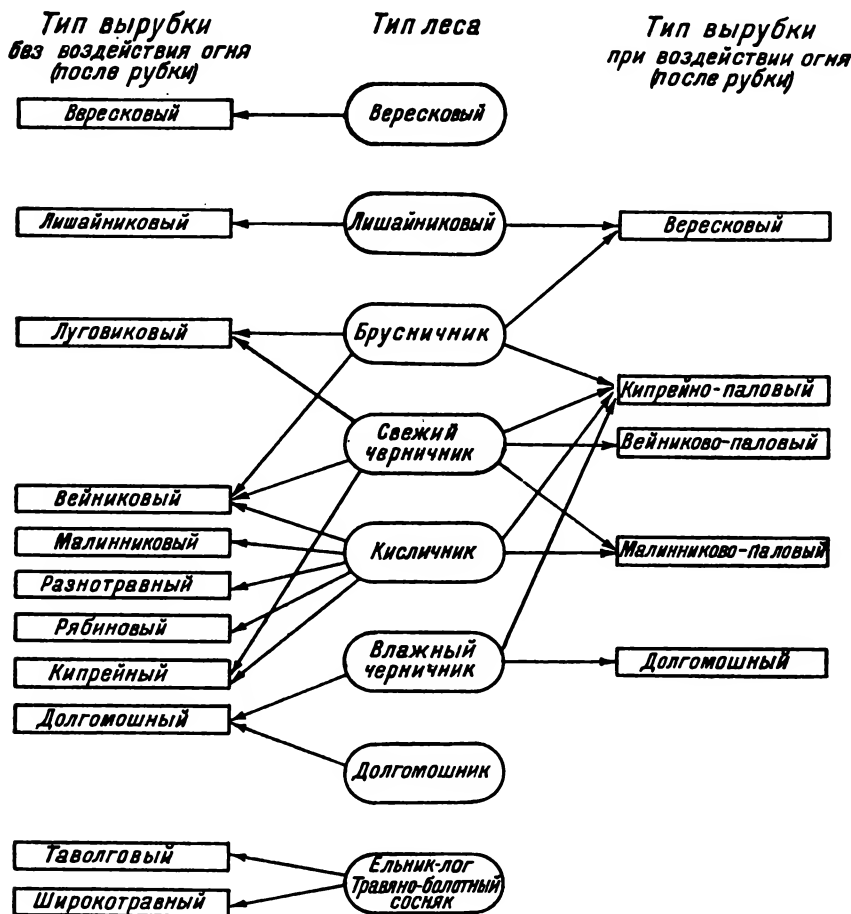 Тип вырубки
без воздействия огня
(после рубки)
Тип леса
Тип вырубки
при воздействии огня
(после рубки)
Вересковый
Вересковый
Лишайниковый
Лишайниковый
Вересковый
Луговиковый
Брусничник
Кипрейно-паловый
Свежий
черничник
Вейниково-паловый
Вейниковый
Малинниковый
Кисличник
Малинниково-паловый
Разнотравный
Рябиновый
Влажный
черничник
Долгомошный
Кипрейный
Долгомошный
Долгомошник
Таволговый
Ельник-лог
Травяно-болотный
сосняк
Широкотравный